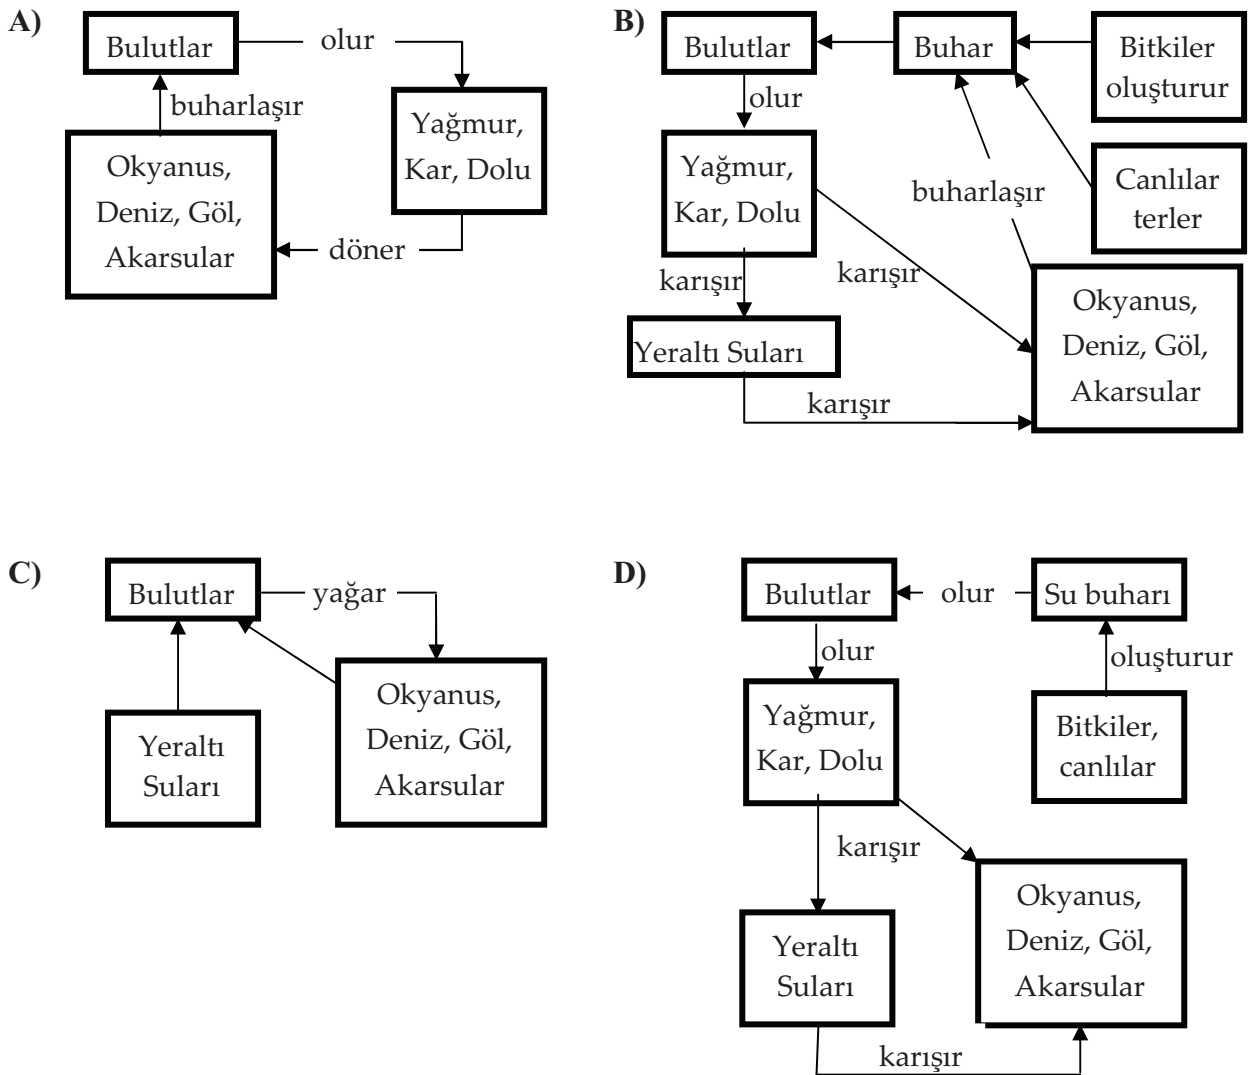 A)
Bulutlar
olur
buharlaşır
Yağmur,
Kar, Dolu
Okyanus,
Deniz, Göl,
Akarsular
döner
B)
Bulutlar
Buhar
Bitkiler
oluşturur
olur
Yağmur,
Kar, Dolu
buharlaşır
Canlılar
terler
karışır
karışır
Okyanus,
Deniz, Göl,
Akarsular
Yeraltı Suları
karışır
C)
Bulutlar
yağar
Okyanus,
Deniz, Göl,
Akarsular
Yeraltı
Suları
D)
Bulutlar
olur
Su buharı
olur
oluşturur
Yağmur,
Kar, Dolu
Bitkiler,
canlılar
karışır
Okyanus,
Deniz, Göl,
Akarsular
Yeraltı
Suları
karışır